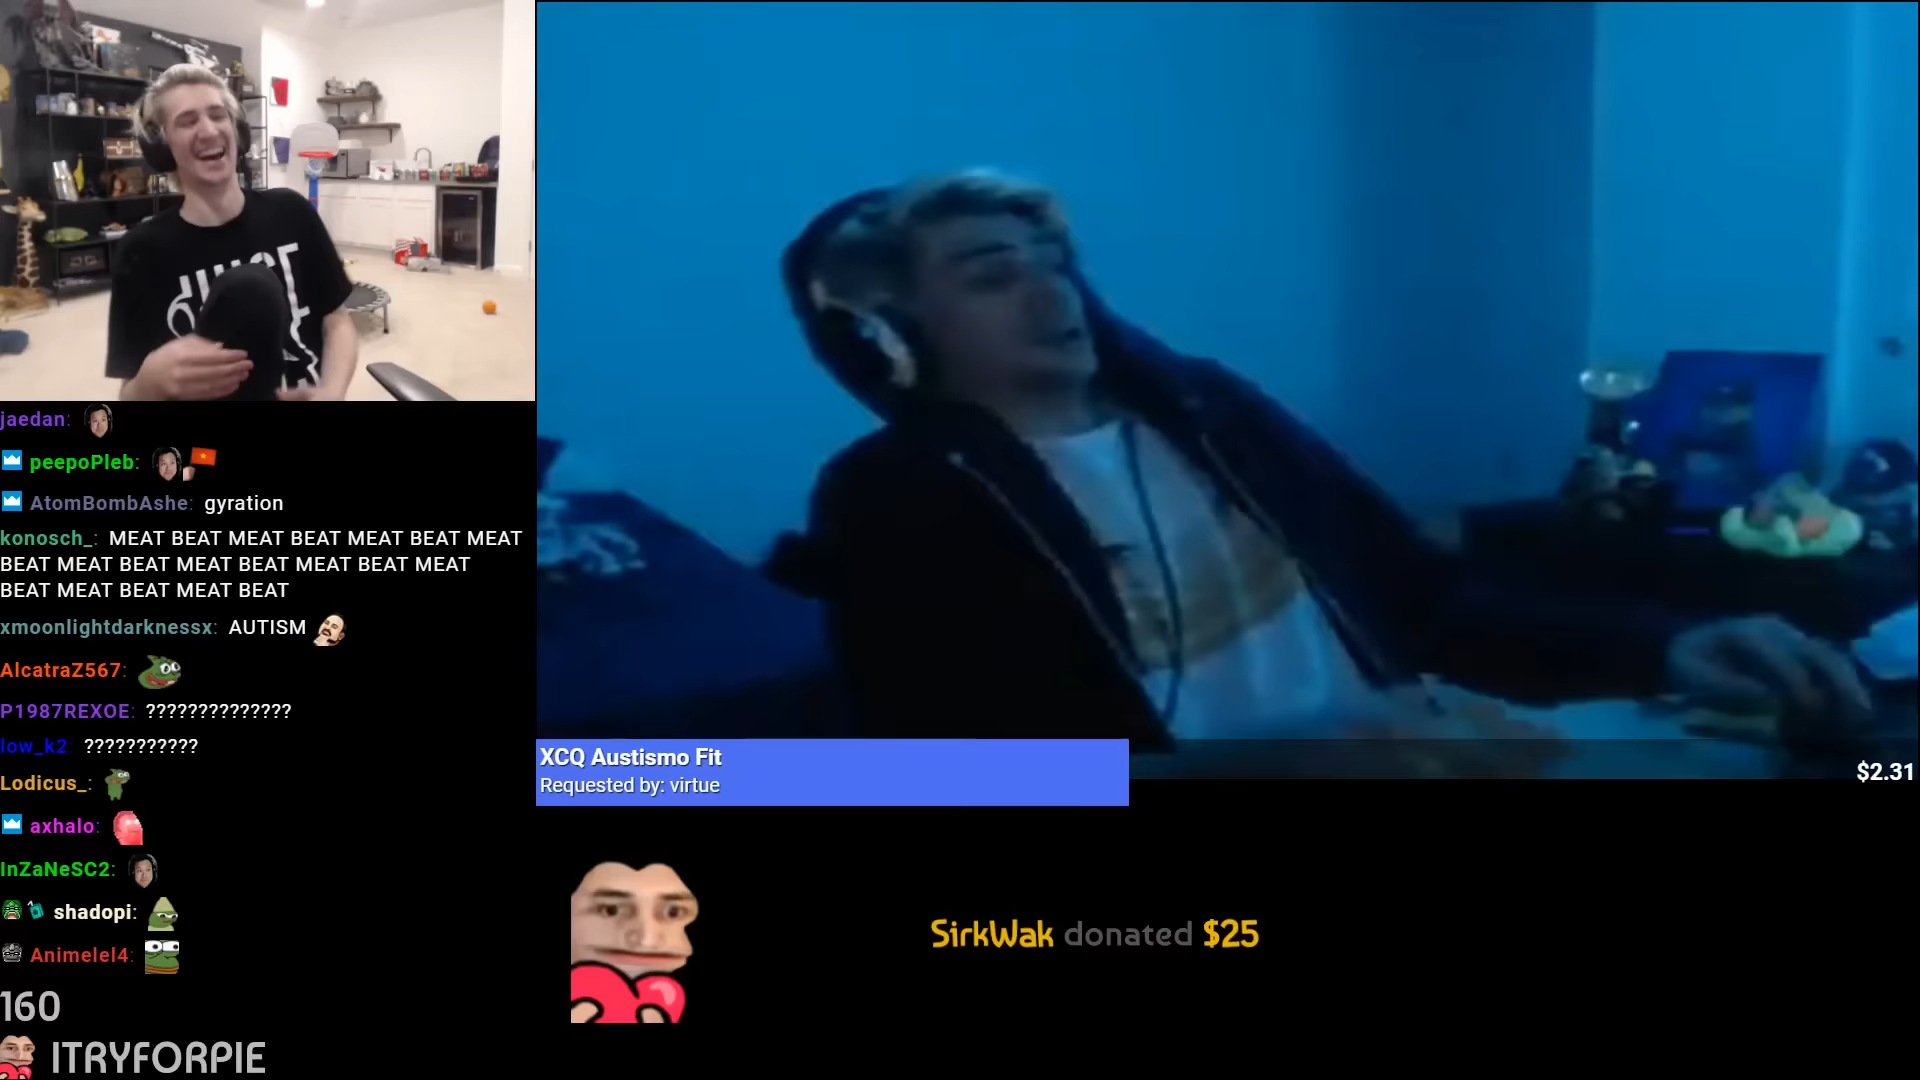 jaedan:
peepoPleb:
AtomBombAshe: gyration
konosch_: MEAT BEAT MEAT BEAT MEAT BEAT MEAT
BEAT MEAT BEAT MEAT BEAT MEAT BEAT MEAT
BEAT MEAT BEAT MEAT BEAT
xmoonlightdarknessx: AUTISM
AlcatraZ567:
P1987REXOE: ??????????????
low_k2: ???????????
Lodicus_:
axhalo:
InZaNeSC2:
shadopi:
Animelel4:
160
ITRYFORPIE
XCQ Austismo Fit
Requested by: virtue
$2.31
SirkWak donated $25